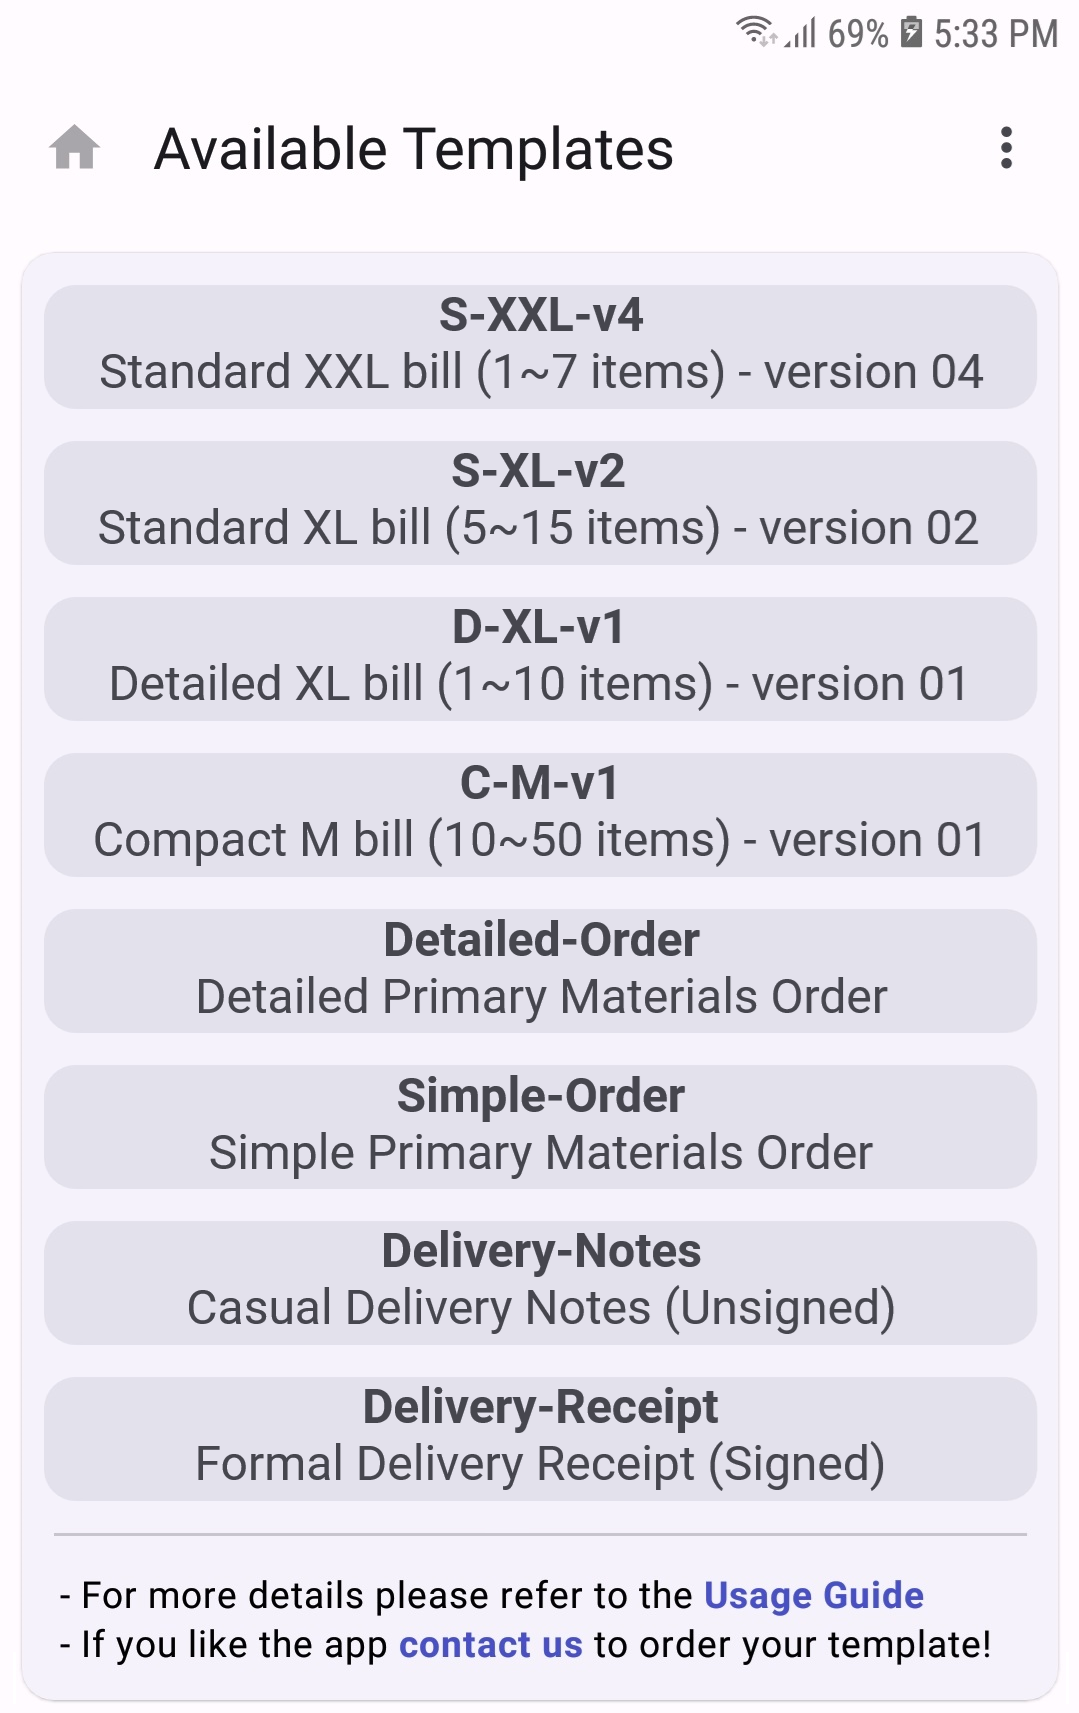 69% 5:33 PM
Available Templates
S-XXL-v4
Standard XXL bill (1~7 items) - version 04
S-XL-v2
Standard XL bill (5~15 items) - version 02
D-XL-v1
Detailed XL bill (1~10 items) - version 01
C-M-v1
Compact M bill (10~50 items) - version 01
Detailed-Order
Detailed Primary Materials Order
Simple-Order
Simple Primary Materials Order
Delivery-Notes
Casual Delivery Notes (Unsigned)
Delivery-Receipt
Formal Delivery Receipt (Signed)
- For more details please refer to the Usage Guide
- If you like the app contact us to order your template!